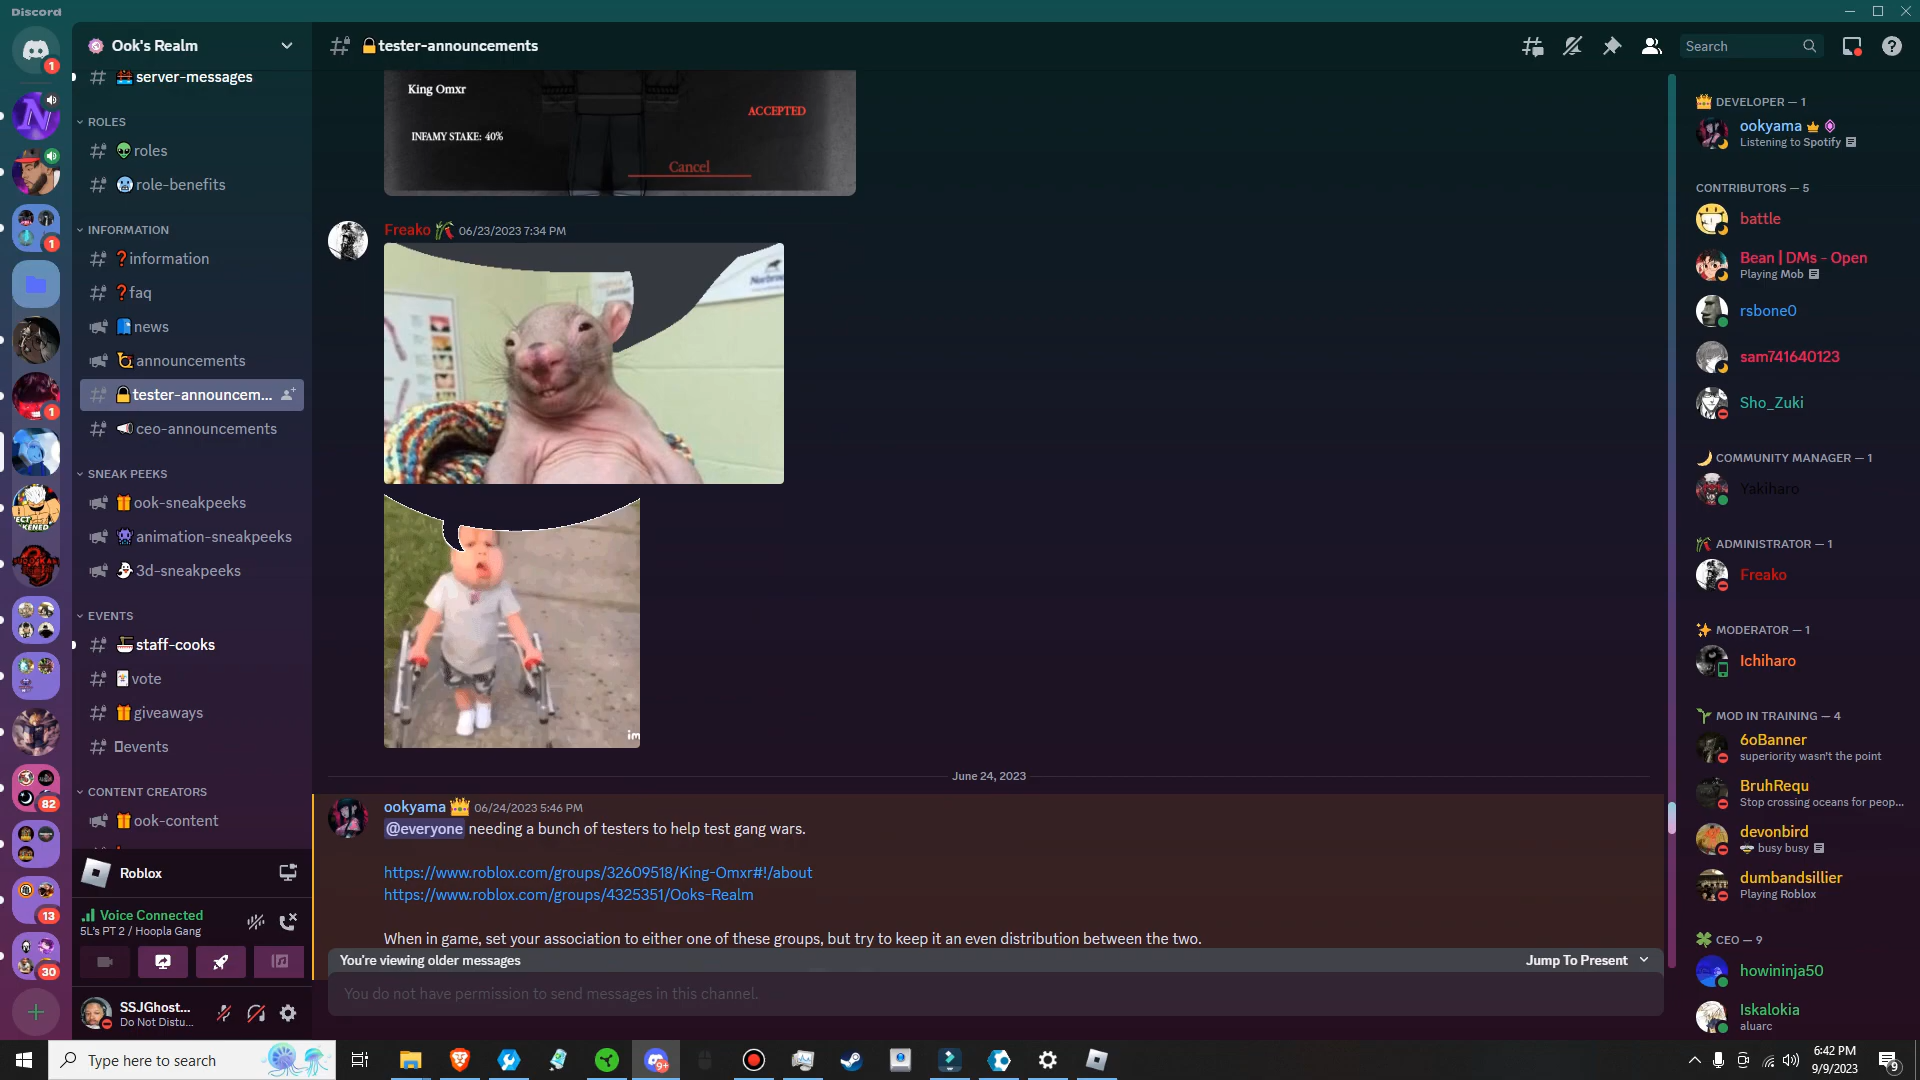 Discord
Ook's Realm
server-messages
ROLES
roles
role-benefits
INFORMATION
information
faq
news
announcements
tester-announcem...
ceo-announcements
SNEAK PEEKS
ook-sneakpeeks
animation-sneakpeeks
3d-sneakpeeks
EVENTS
staff-cooks
vote
giveaways
events
CONTENT CREATORS
ook-content
Roblox
Voice Connected
5L's PT 2 / Hoopla Gang
SSJGhost...
Do Not Distu...
1
1
1
82
13
30
tester-announcements
Search
King Omxr
ACCEPTED
INFAMY STAKE: 40%
Cancel
Freako 06/23/2023 7:34 PM
June 24, 2023
ookyama 06/24/2023 5:46 PM
@everyone needing a bunch of testers to help test gang wars.
https://www.roblox.com/groups/32609518/King-Omxr#!/about
https://www.roblox.com/groups/4325351/Ooks-Realm
When in game, set your association to either one of these groups, but try to keep it an even distribution between the two.
You're viewing older messages
Jump To Present
You do not have permission to send messages in this channel.
DEVELOPER — 1
ookyama
Listening to Spotify
CONTRIBUTORS — 5
battle
Bean | DMs - Open
Playing Mob
rsbone0
sam741640123
Sho_Zuki
COMMUNITY MANAGER — 1
Yakiharo
ADMINISTRATOR — 1
Freako
MODERATOR — 1
Ichiharo
MOD IN TRAINING — 4
6oBanner
superiority wasn't the point
BruhRequ
Stop crossing oceans for peop...
devonbird
busy busy
dumbandsillier
Playing Roblox
CEO — 9
howininja50
Iskalokia
aluarc
Type here to search
9+
6:42 PM
9/9/2023
9